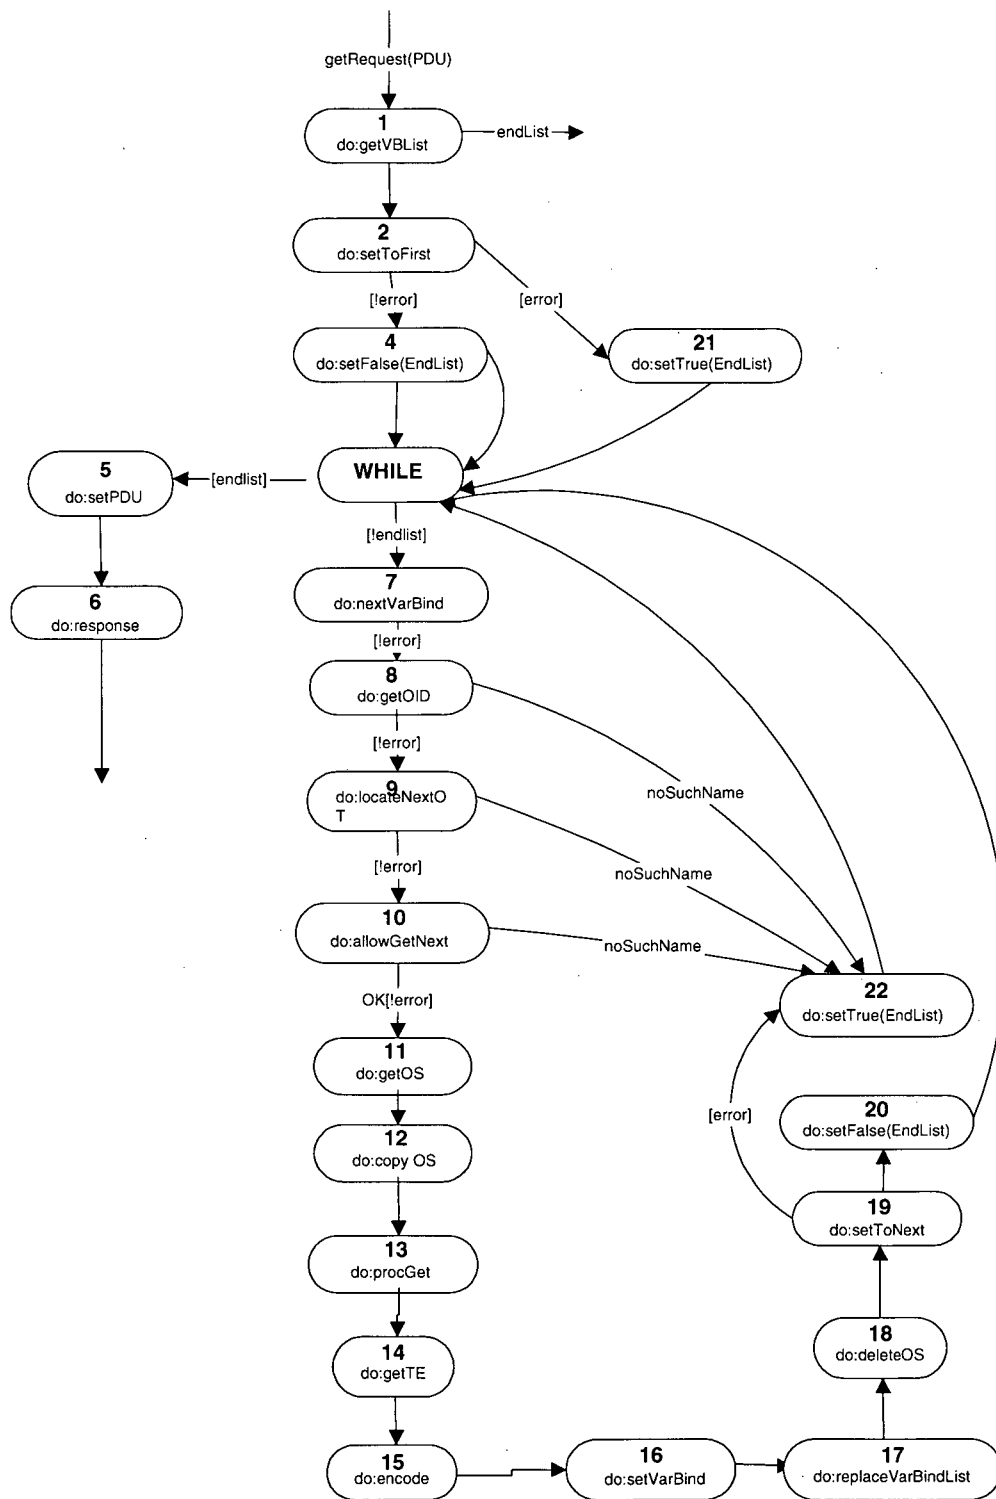 getRequest(PDU)
1
do:getVBList
endList
2
do:setToFirst
[!error]
[error]
4
do:setFalse(EndList)
21
do:setTrue(EndList)
WHILE
5
do:setPDU
[endlist]
[!endlist]
7
do:nextVarBind
6
do:response
[!error]
8
do:getOID
[!error]
9
do:locateNextO
T
noSuchName
[!error]
noSuchName
10
do:allowGetNext
noSuchName
OK[!error]
22
do:setTrue(EndList)
11
do:getOS
[error]
20
do:setFalse(EndList)
12
do:copy OS
19
do:setToNext
13
do:procGet
14
do:getTE
18
do:deleteOS
15
do:encode
16
do:setVarBind
17
do:replaceVarBindList